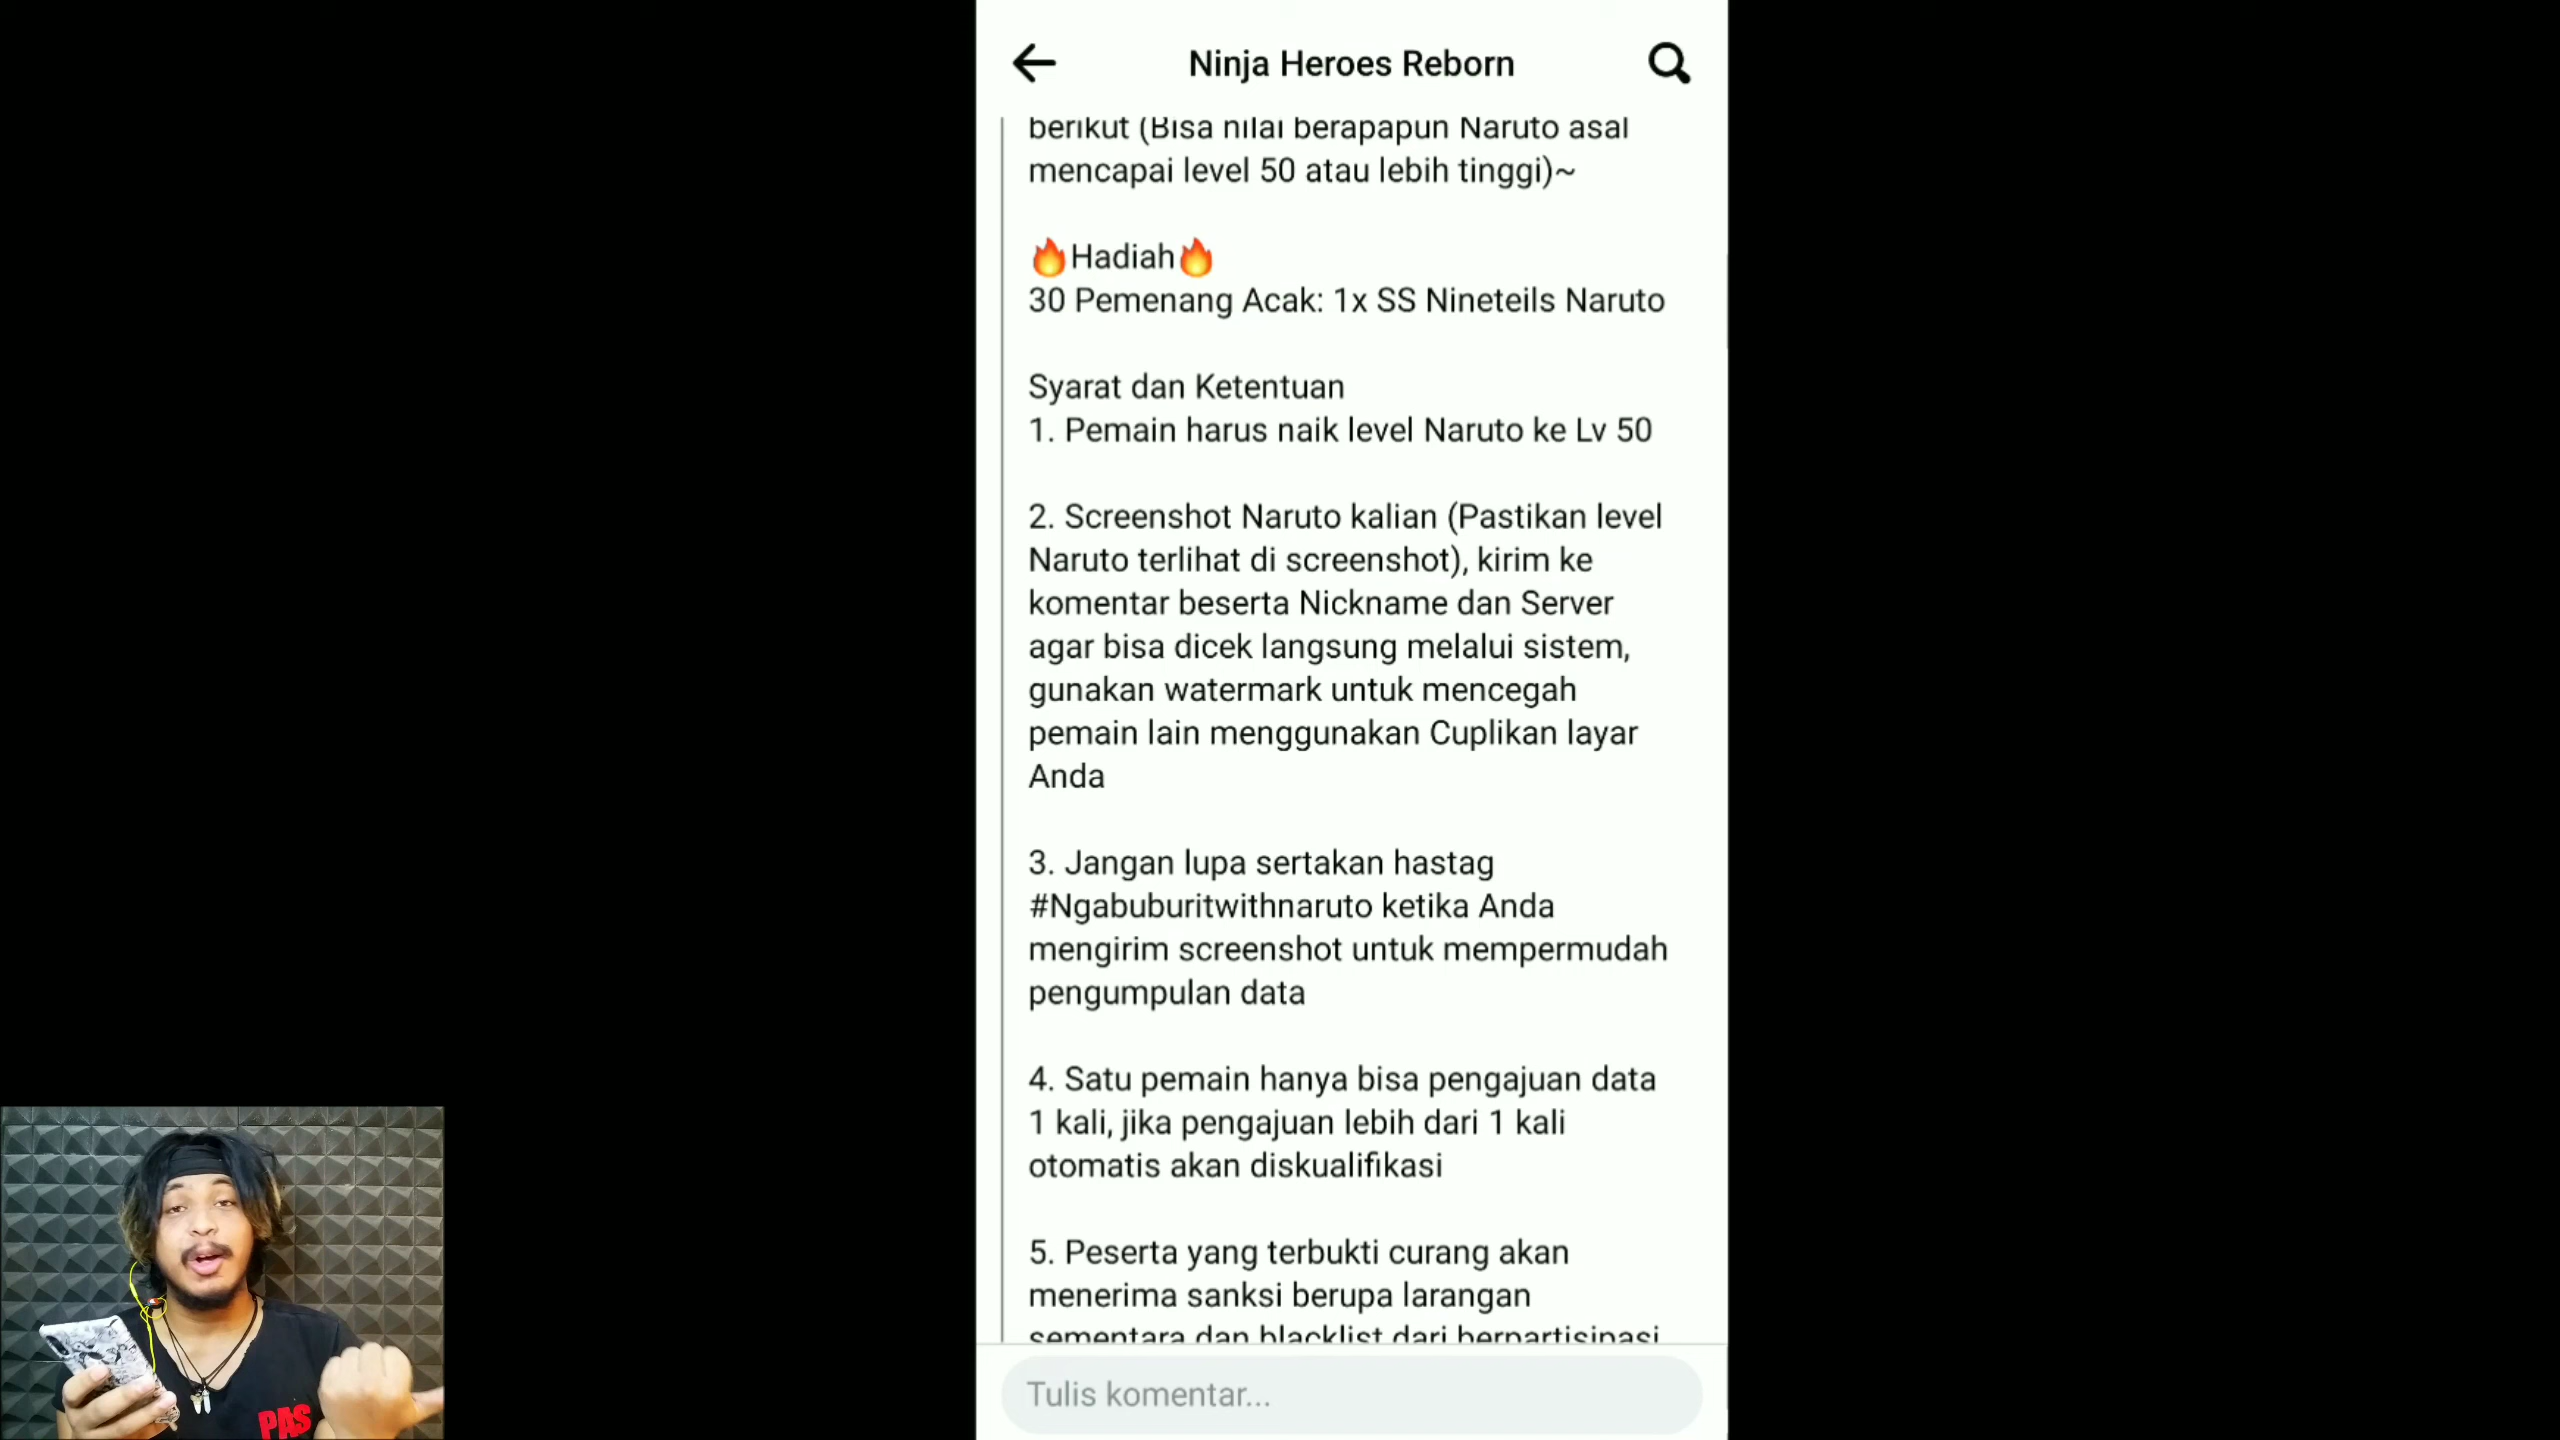 Ninja Heroes Reborn
berikut (Bisa nilai berapapun Naruto asal
mencapai level 50 atau lebih tinggi)~
🔥Hadiah🔥
30 Pemenang Acak: 1x SS Nineteils Naruto
Syarat dan Ketentuan
1. Pemain harus naik level Naruto ke Lv 50
2. Screenshot Naruto kalian (Pastikan level
Naruto terlihat di screenshot), kirim ke
komentar beserta Nickname dan Server
agar bisa dicek langsung melalui sistem,
gunakan watermark untuk mencegah
pemain lain menggunakan Cuplikan layar
Anda
3. Jangan lupa sertakan hastag
#Ngabuburitwithnaruto ketika Anda
mengirim screenshot untuk mempermudah
pengumpulan data
4. Satu pemain hanya bisa pengajuan data
1 kali, jika pengajuan lebih dari 1 kali
otomatis akan diskualifikasi
5. Peserta yang terbukti curang akan
menerima sanksi berupa larangan
sementara dan blacklist dari berpartisipasi
Tulis komentar...
PAS